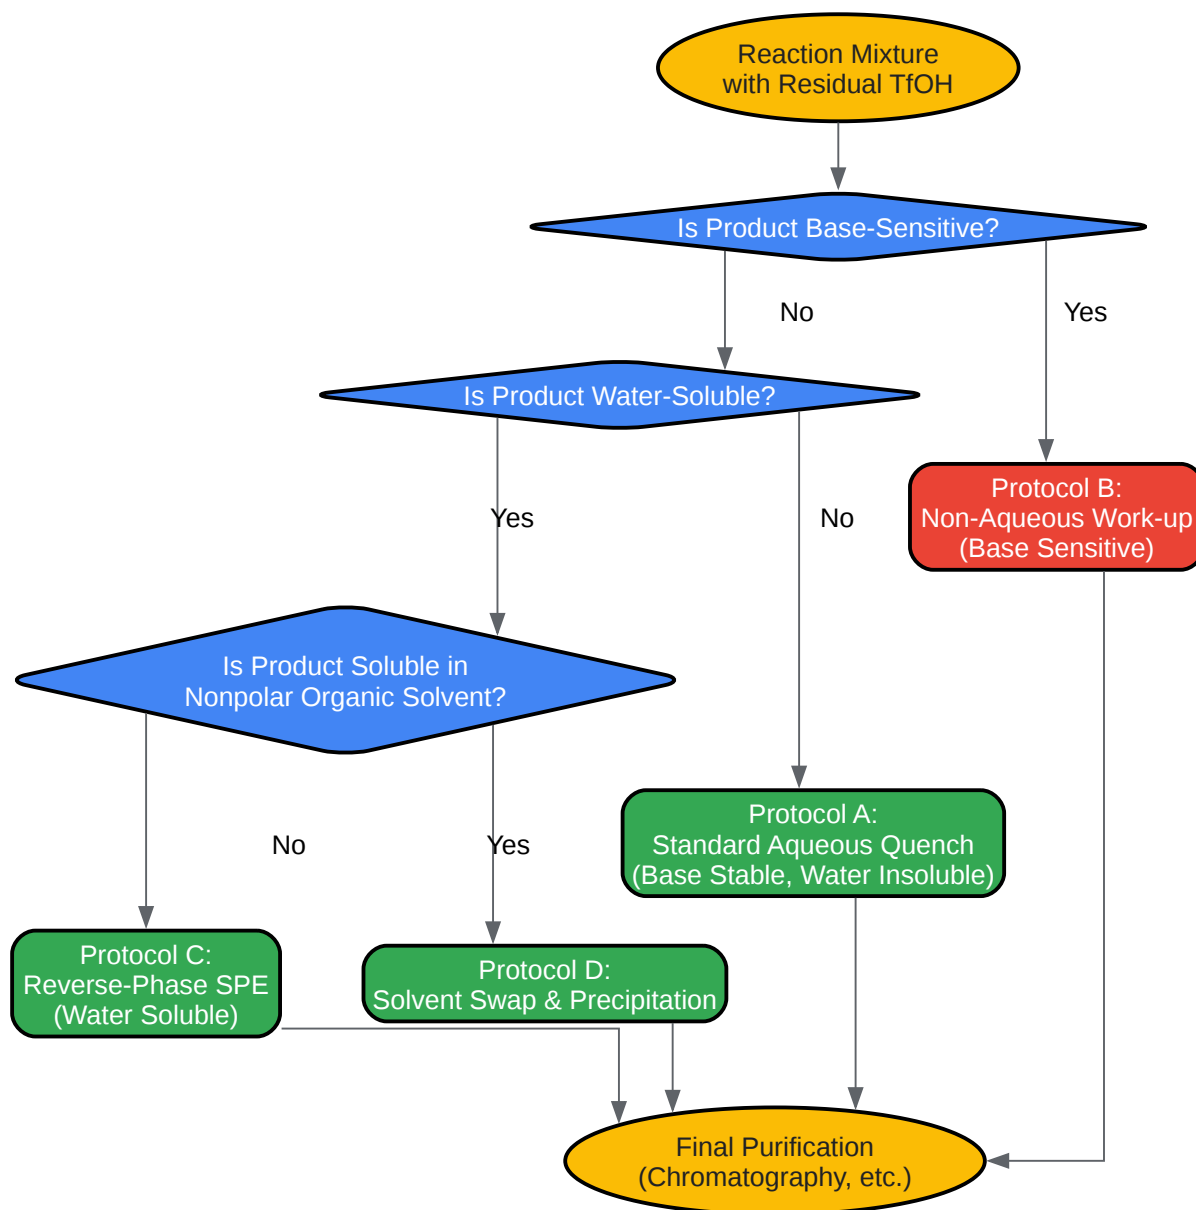 Reaction Mixture
with Residual TfOH
Is Product Base-Sensitive?
No
Yes
Is Product Water-Soluble?
Protocol B:
Non-Aqueous Work-up
(Base Sensitive)
Yes
No
Is Product Soluble in
Nonpolar Organic Solvent?
Protocol A:
Standard Aqueous Quench
(Base Stable, Water Insoluble)
No
Yes
Protocol C:
Reverse-Phase SPE
(Water Soluble)
Protocol D:
Solvent Swap & Precipitation
Final Purification
(Chromatography, etc.)